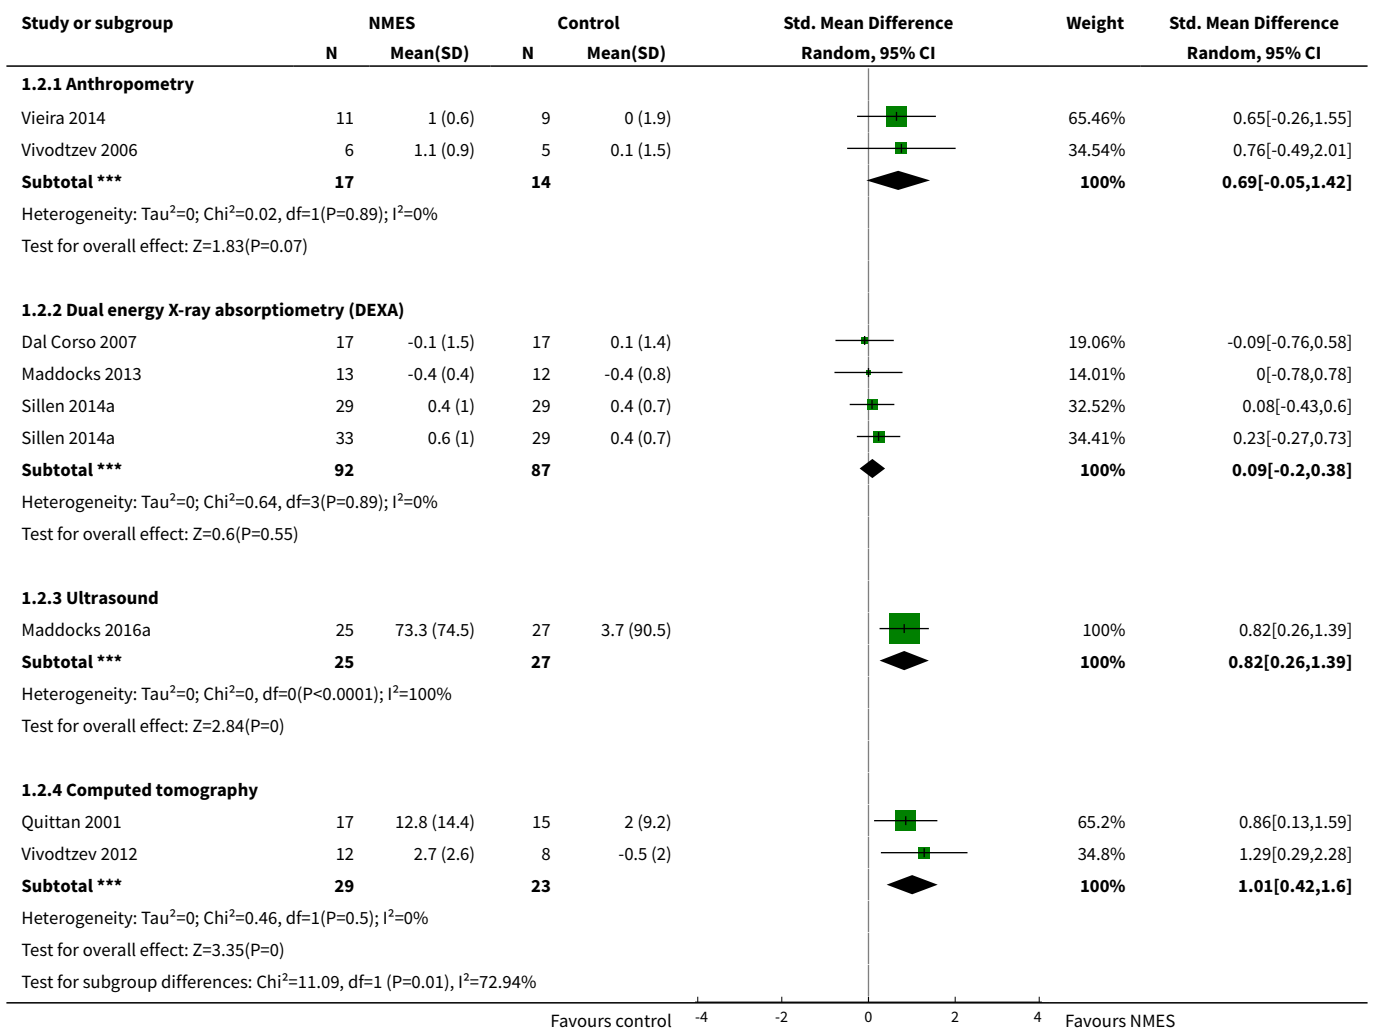 Study or subgroup NMES Control Std. Mean Difference Weight Std. Mean Difference
N Mean(SD) N Mean(SD) Random, 95% CI Random, 95% CI
1.2.1 Anthropometry
Vieira 2014 11 1 (0.6) 9 0 (1.9) 65.46% 0.65[-0.26,1.55]
Vivodtzev 2006 6 1.1 (0.9) 5 0.1 (1.5) 34.54% 0.76[-0.49,2.01]
Subtotal *** 17 14 100% 0.69[-0.05,1.42]
Heterogeneity: Tau²=0; Chi²=0.02, df=1(P=0.89); I²=0%
Test for overall effect: Z=1.83(P=0.07)
1.2.2 Dual energy X-ray absorptiometry (DEXA)
Dal Corso 2007 17 -0.1 (1.5) 17 0.1 (1.4) 19.06% -0.09[-0.76,0.58]
Maddocks 2013 13 -0.4 (0.4) 12 -0.4 (0.8) 14.01% 0[-0.78,0.78]
Sillen 2014a 29 0.4 (1) 29 0.4 (0.7) 32.52% 0.08[-0.43,0.6]
Sillen 2014a 33 0.6 (1) 29 0.4 (0.7) 34.41% 0.23[-0.27,0.73]
Subtotal *** 92 87 100% 0.09[-0.2,0.38]
Heterogeneity: Tau²=0; Chi²=0.64, df=3(P=0.89); I²=0%
Test for overall effect: Z=0.6(P=0.55)
1.2.3 Ultrasound
Maddocks 2016a 25 73.3 (74.5) 27 3.7 (90.5) 100% 0.82[0.26,1.39]
Subtotal *** 25 27 100% 0.82[0.26,1.39]
Heterogeneity: Tau²=0; Chi²=0, df=0(P<0.0001); I²=100%
Test for overall effect: Z=2.84(P=0)
1.2.4 Computed tomography
Quittan 2001 17 12.8 (14.4) 15 2 (9.2) 65.2% 0.86[0.13,1.59]
Vivodtzev 2012 12 2.7 (2.6) 8 -0.5 (2) 34.8% 1.29[0.29,2.28]
Subtotal *** 29 23 100% 1.01[0.42,1.6]
Heterogeneity: Tau²=0; Chi²=0.46, df=1(P=0.5); I²=0%
Test for overall effect: Z=3.35(P=0)
Test for subgroup differences: Chi²=11.09, df=1 (P=0.01), I²=72.94%
Favours control -4 -2 0 2 4 Favours NMES